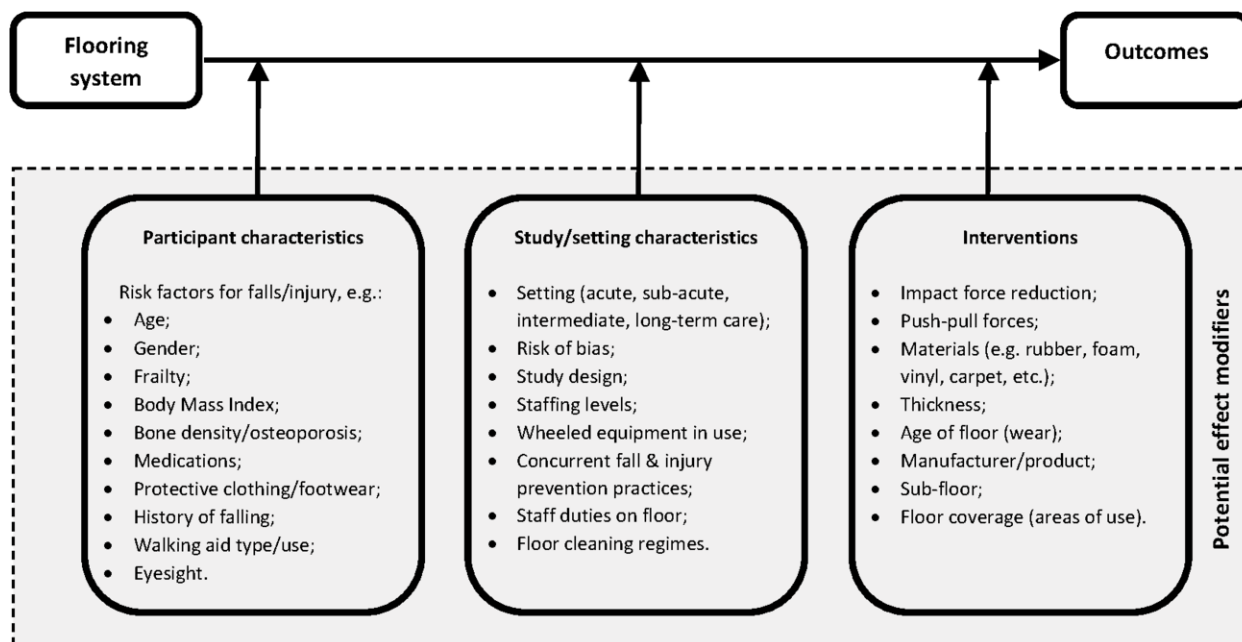 Flooring
system
Outcomes
Participant characteristics
Risk factors for falls/injury, e.g.:
• Age;
• Gender;
• Frailty;
• Body Mass Index;
• Bone density/osteoporosis;
• Medications;
• Protective clothing/footwear;
• History of falling;
• Walking aid type/use;
• Eyesight.
Study/setting characteristics
• Setting (acute, sub-acute,
intermediate, long-term care);
• Risk of bias;
• Study design;
• Staffing levels;
• Wheeled equipment in use;
• Concurrent fall & injury
prevention practices;
• Staff duties on floor;
• Floor cleaning regimes.
Interventions
• Impact force reduction;
• Push-pull forces;
• Materials (e.g. rubber, foam,
vinyl, carpet, etc.);
• Thickness;
• Age of floor (wear);
• Manufacturer/product;
• Sub-floor;
• Floor coverage (areas of use).
Potential effect modifiers